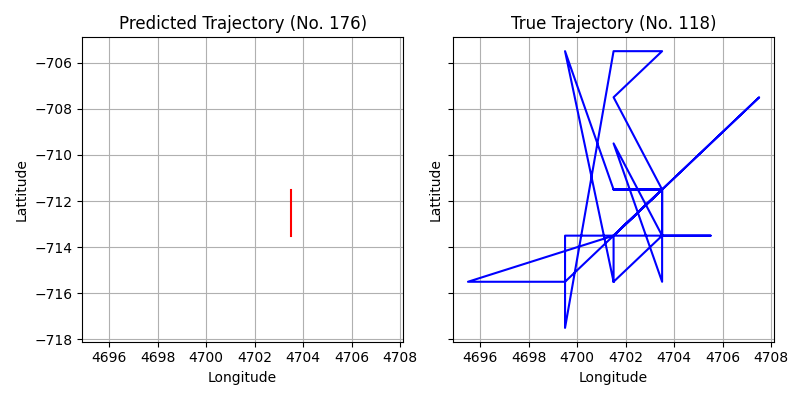 Predicted Trajectory (No. 176)
True Trajectory (No. 118)
Lattitude
−706
−708
−710
−712
−714
−716
−718
4696 4698 4700 4702 4704 4706 4708
Longitude
Lattitude
4696 4698 4700 4702 4704 4706 4708
Longitude